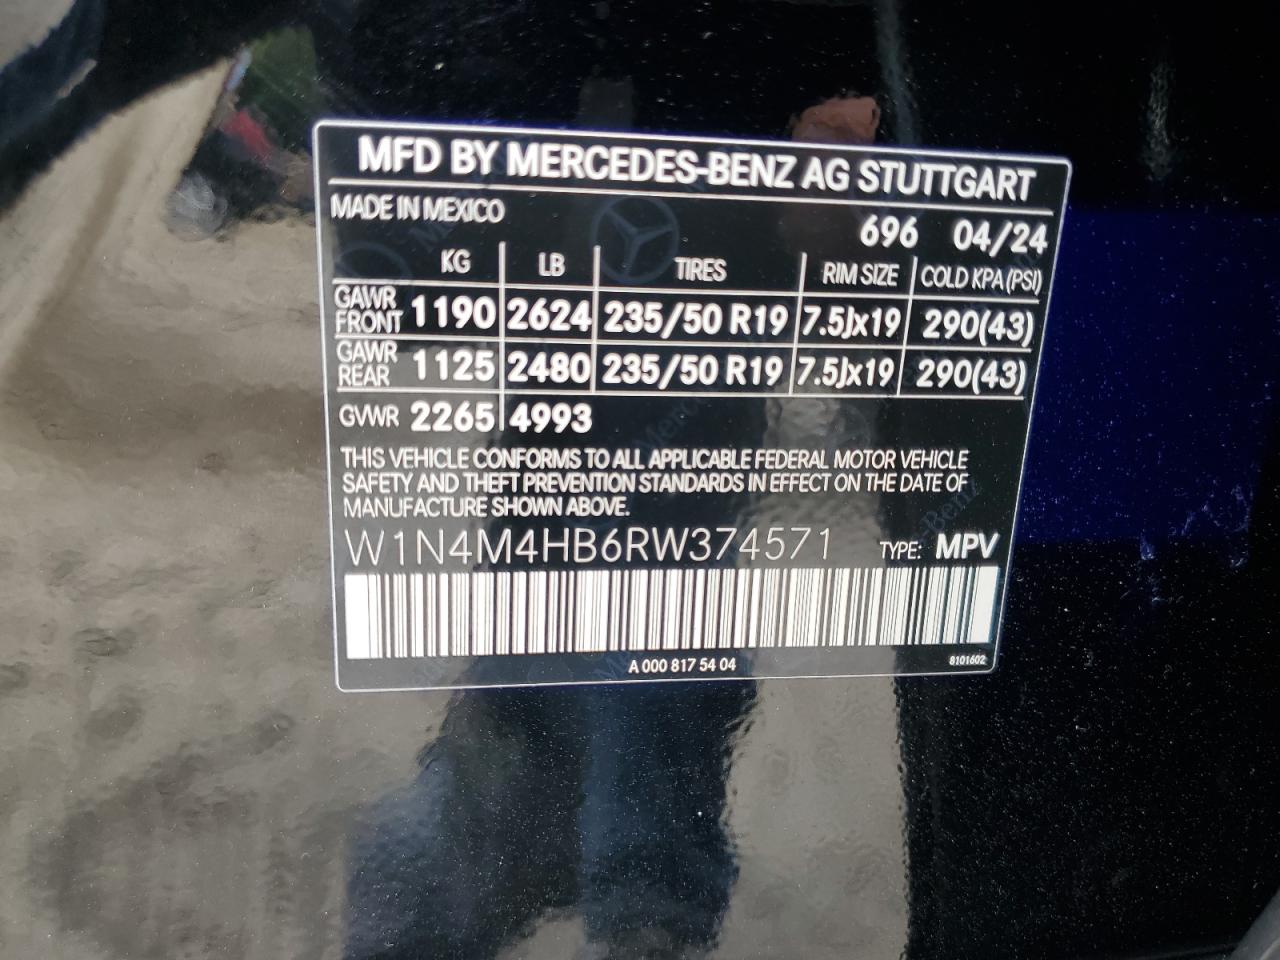 MFD BY MERCEDES-BENZ AG STUTTGART
MADE IN MEXICO
696 04/24
KG LB TIRES RIM SIZE COLD KPA (PSI)
GAWR FRONT 1190 2624 235/50 R19 7.5Jx19 290(43)
GAWR REAR 1125 2480 235/50 R19 7.5Jx19 290(43)
GVWR 2265 4993
THIS VEHICLE CONFORMS TO ALL APPLICABLE FEDERAL MOTOR VEHICLE
SAFETY AND THEFT PREVENTION STANDARDS IN EFFECT ON THE DATE OF
MANUFACTURE SHOWN ABOVE.
W1N4M4HB6RW374571 TYPE: MPV
A 000 817 54 04
8101602